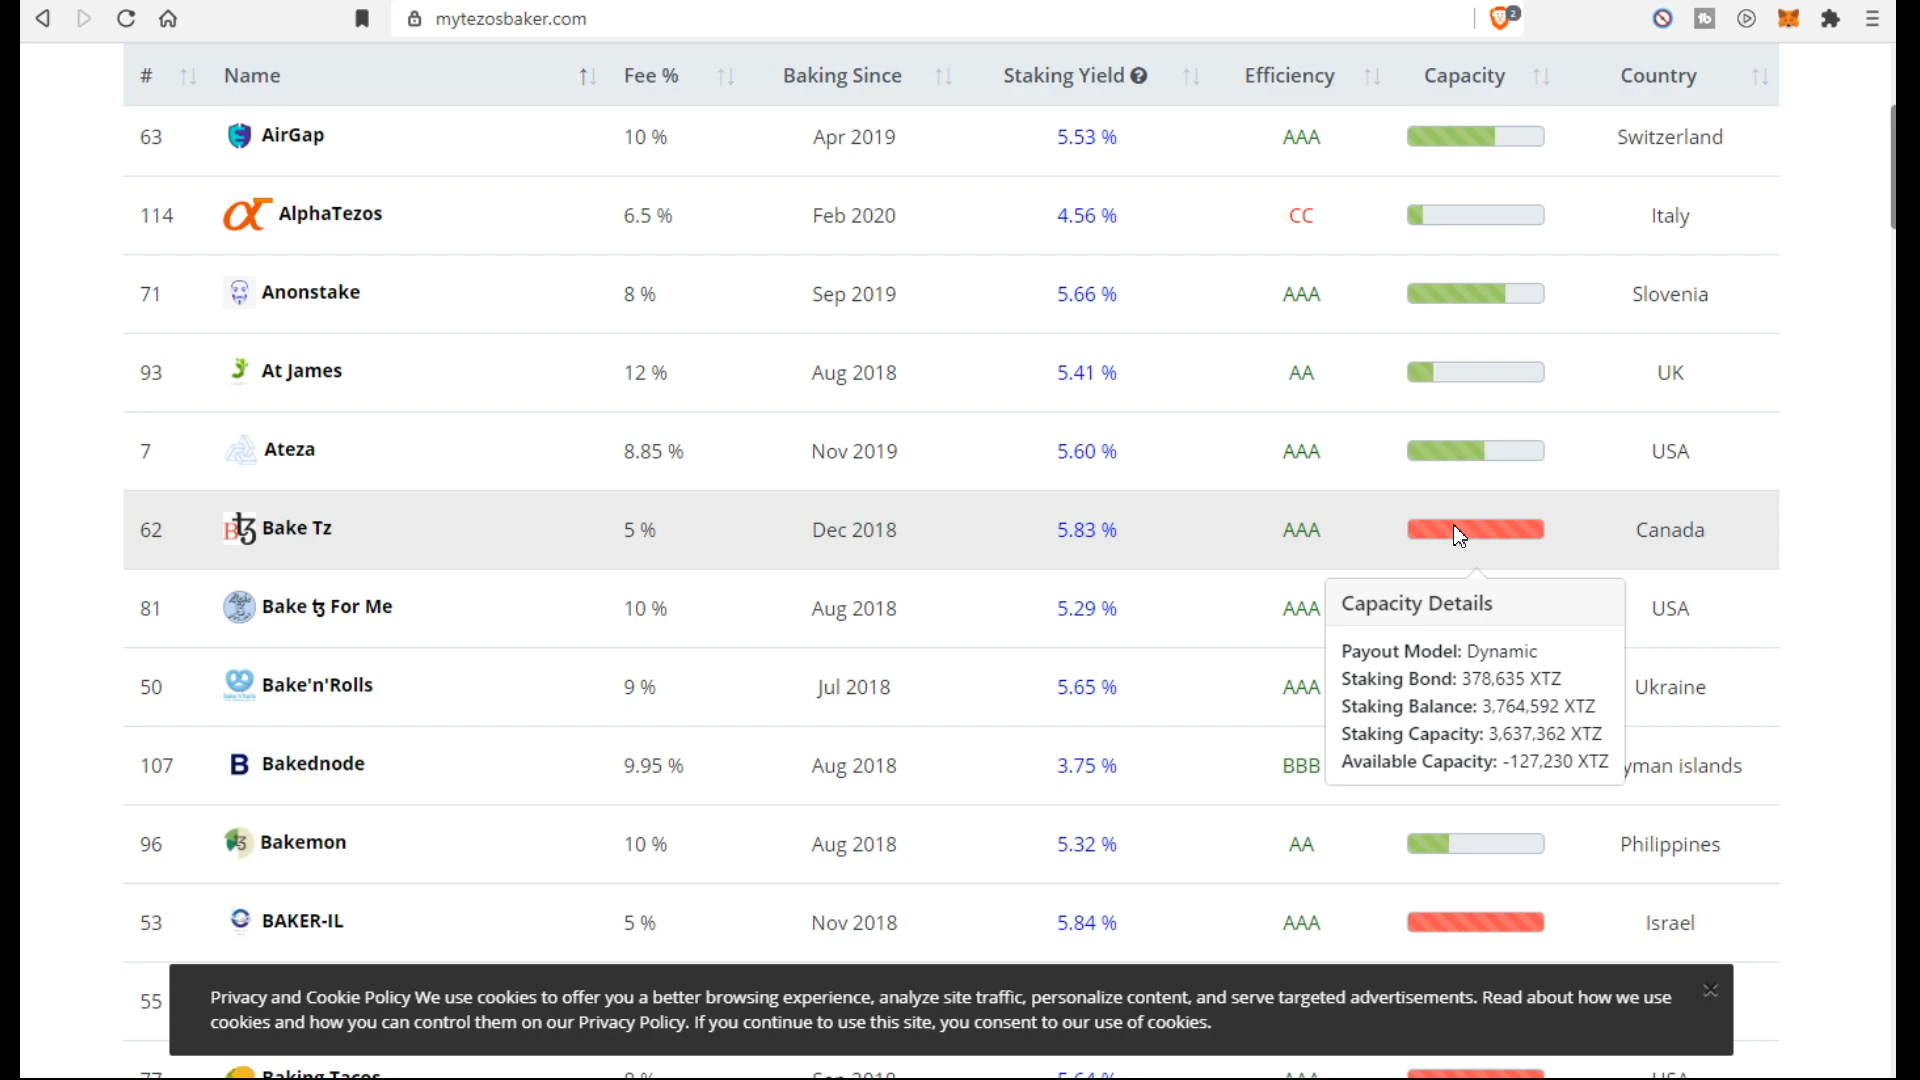 mytezosbaker.com
2
# Name Fee % Baking Since Staking Yield Efficiency Capacity Country
63 AirGap 10 % Apr 2019 5.53 % AAA Switzerland
114 AlphaTezos 6.5 % Feb 2020 4.56 % CC Italy
71 Anonstake 8 % Sep 2019 5.66 % AAA Slovenia
93 At James 12 % Aug 2018 5.41 % AA UK
7 Ateza 8.85 % Nov 2019 5.60 % AAA USA
62 Bake Tz 5 % Dec 2018 5.83 % AAA Canada
81 Bake ꜩ For Me 10 % Aug 2018 5.29 % AAA USA
Capacity Details
Payout Model: Dynamic
Staking Bond: 378,635 XTZ
Staking Balance: 3,764,592 XTZ
Staking Capacity: 3,637,362 XTZ
Available Capacity: -127,230 XTZ
50 Bake'n'Rolls 9 % Jul 2018 5.65 % AAA Ukraine
107 Bakednode 9.95 % Aug 2018 3.75 % BBB yman islands
96 Bakemon 10 % Aug 2018 5.32 % AA Philippines
53 BAKER-IL 5 % Nov 2018 5.84 % AAA Israel
55
Privacy and Cookie Policy We use cookies to offer you a better browsing experience, analyze site traffic, personalize content, and serve targeted advertisements. Read about how we use
cookies and how you can control them on our Privacy Policy. If you continue to use this site, you consent to our use of cookies.
Baking Tacos